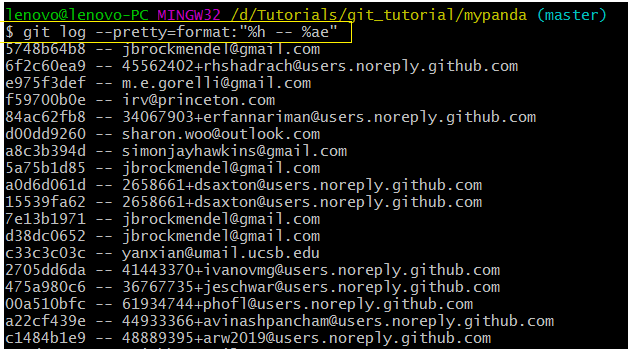 lenovo@lenovo-PC MINGW32 /d/Tutorials/git_tutorial/mypanda (master)
$ git log --pretty=format:"%h -- %ae"
5748b64b8 -- jbrockmendel@gmail.com
6f2c60ea9 -- 45562402+rhshadrach@users.noreply.github.com
e975f3def -- m.e.gorelli@gmail.com
f59700b0e -- irv@princeton.com
84ac62fb8 -- 34067903+erfannariman@users.noreply.github.com
d00dd9260 -- sharon.woo@outlook.com
a8c3b394d -- simonjayhawkins@gmail.com
5a75b1d85 -- jbrockmendel@gmail.com
a0d6d061d -- 2658661+dsaxton@users.noreply.github.com
15539fa62 -- 2658661+dsaxton@users.noreply.github.com
7e13b1971 -- jbrockmendel@gmail.com
d38dc0652 -- jbrockmendel@gmail.com
c33c3c03c -- yanxian@umail.ucsb.edu
2705dd6da -- 41443370+ivanovmg@users.noreply.github.com
475a980c6 -- 36767735+jeschwar@users.noreply.github.com
00a510bfc -- 61934744+phofl@users.noreply.github.com
a22cf439e -- 44933366+avinashpancham@users.noreply.github.com
c1484b1e9 -- 48889395+arw2019@users.noreply.github.com